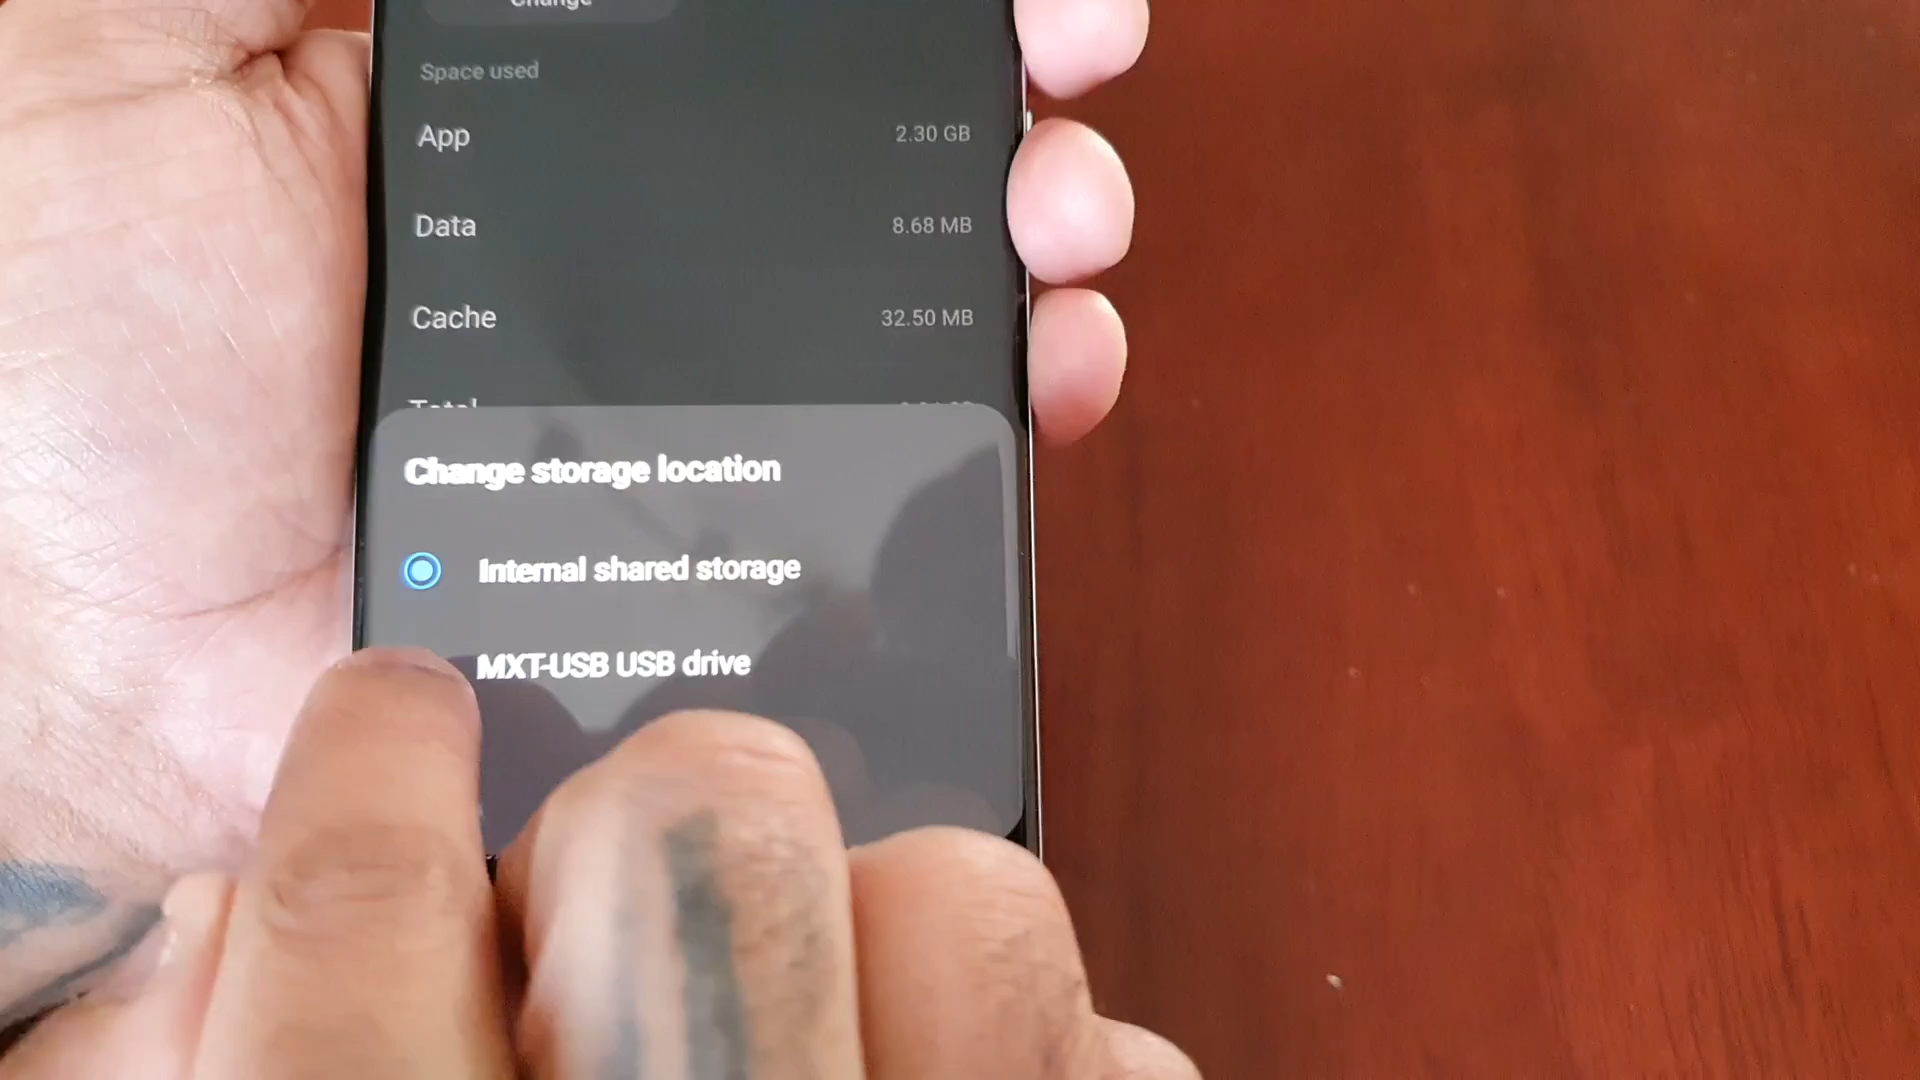 Change
Space used
App
2.30 GB
Data
8.68 MB
Cache
32.50 MB
Total
Change storage location
Internal shared storage
MXT-USB USB drive